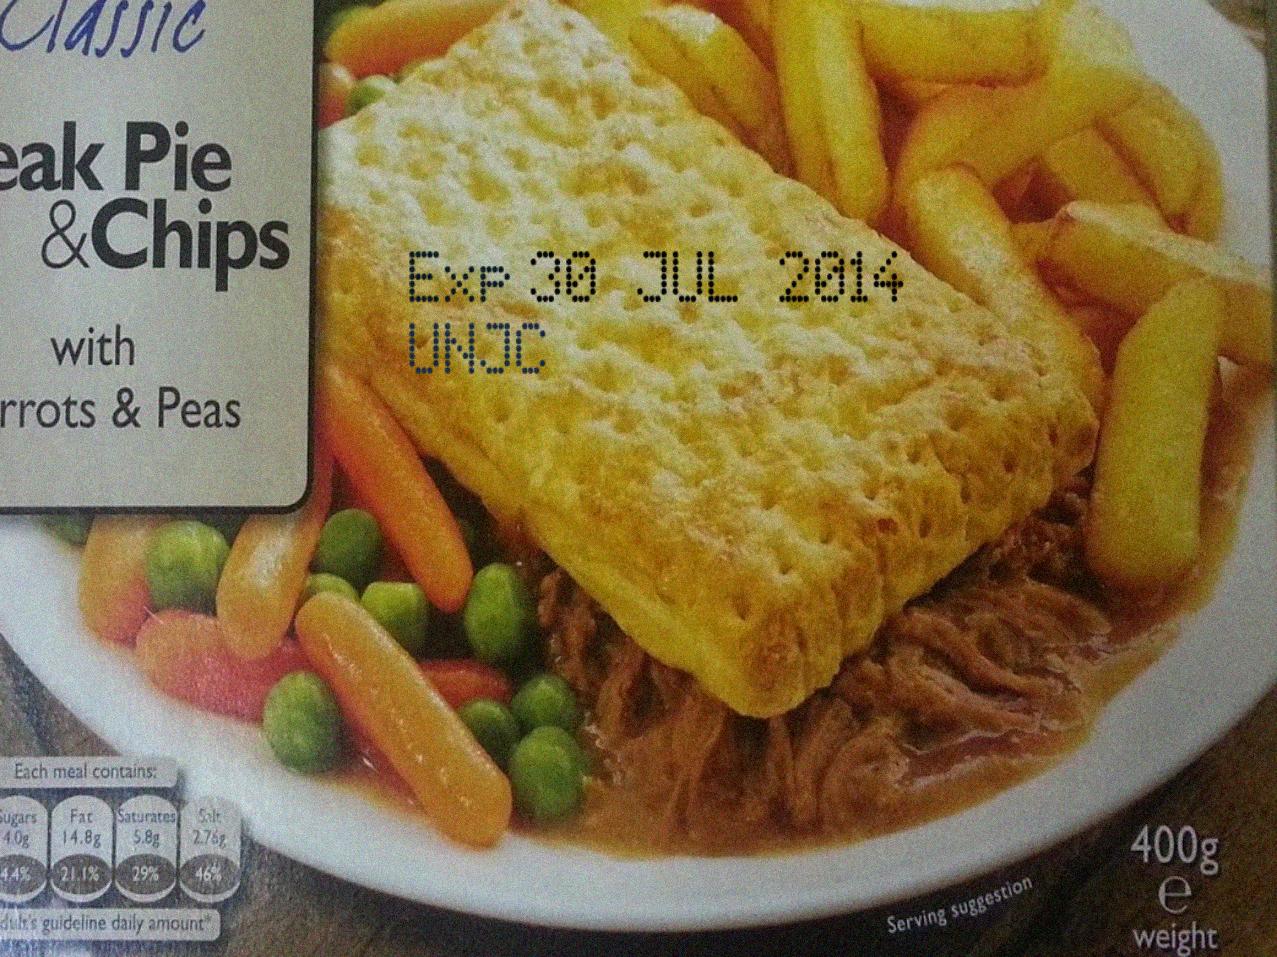 Classic
eak Pie
&Chips
with
rrots & Peas
Exp 30 JUL 2014
UNJC
Each meal contains:
Sugars Fat Saturates Salt
4.0g 14.8g 5.8g 2.76g
4.4% 21.1% 29% 46%
dult's guideline daily amount*
Serving suggestion
400g
e
weight